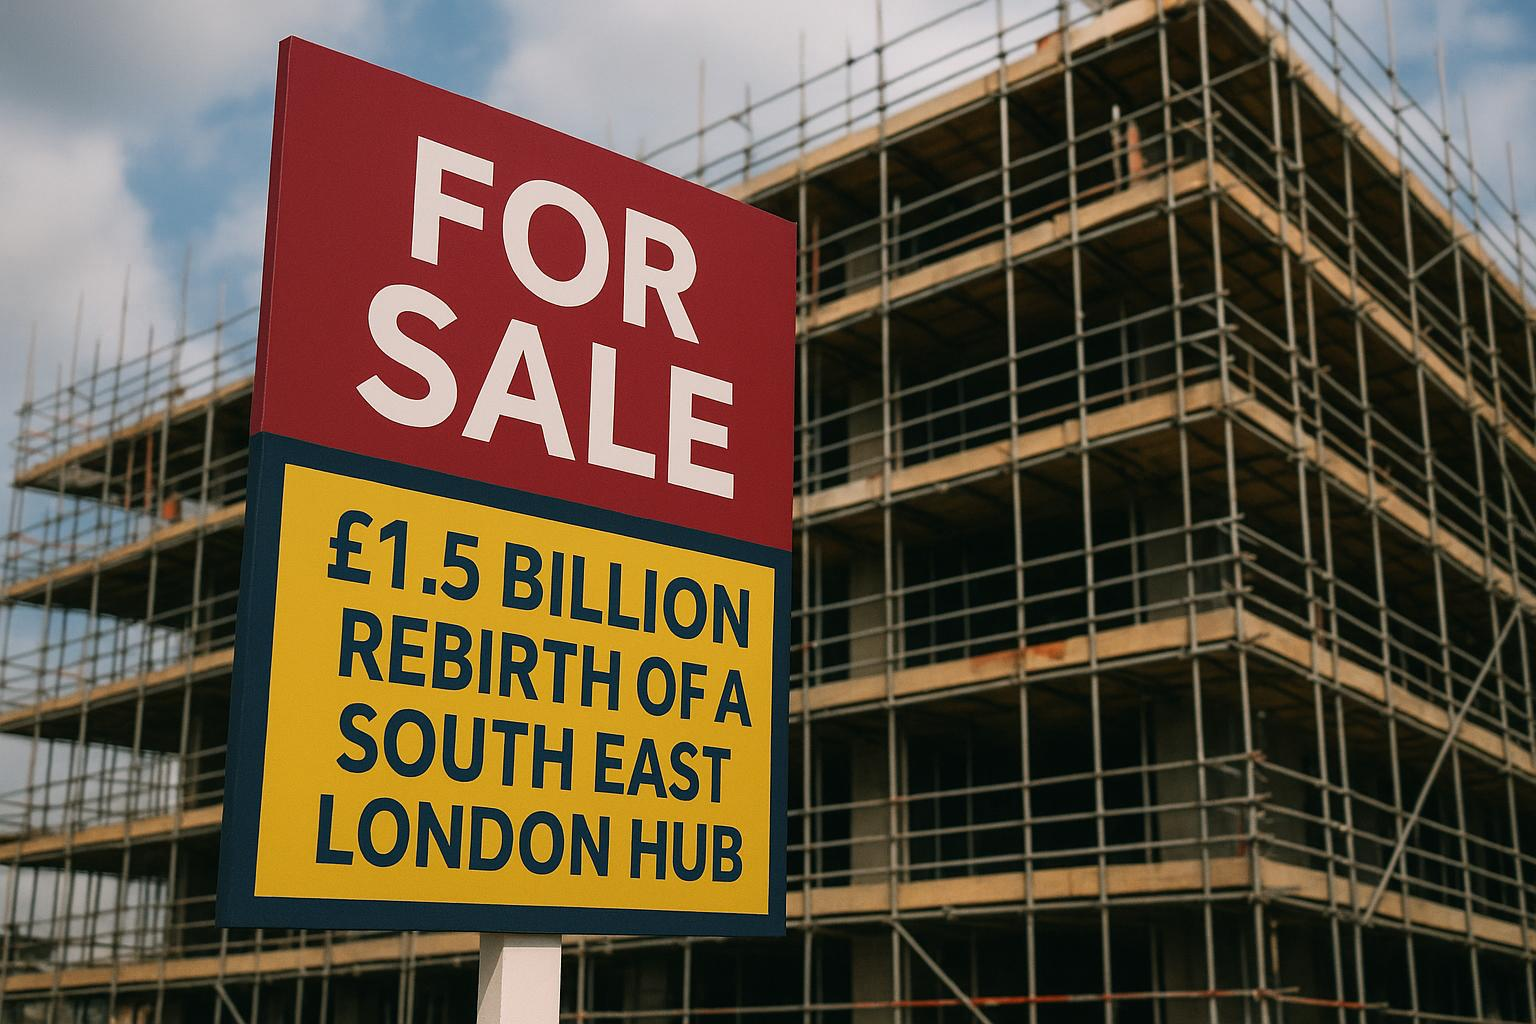 FOR
SALE
£1.5 BILLION
REBIRTH OF A
SOUTH EAST
LONDON HUB